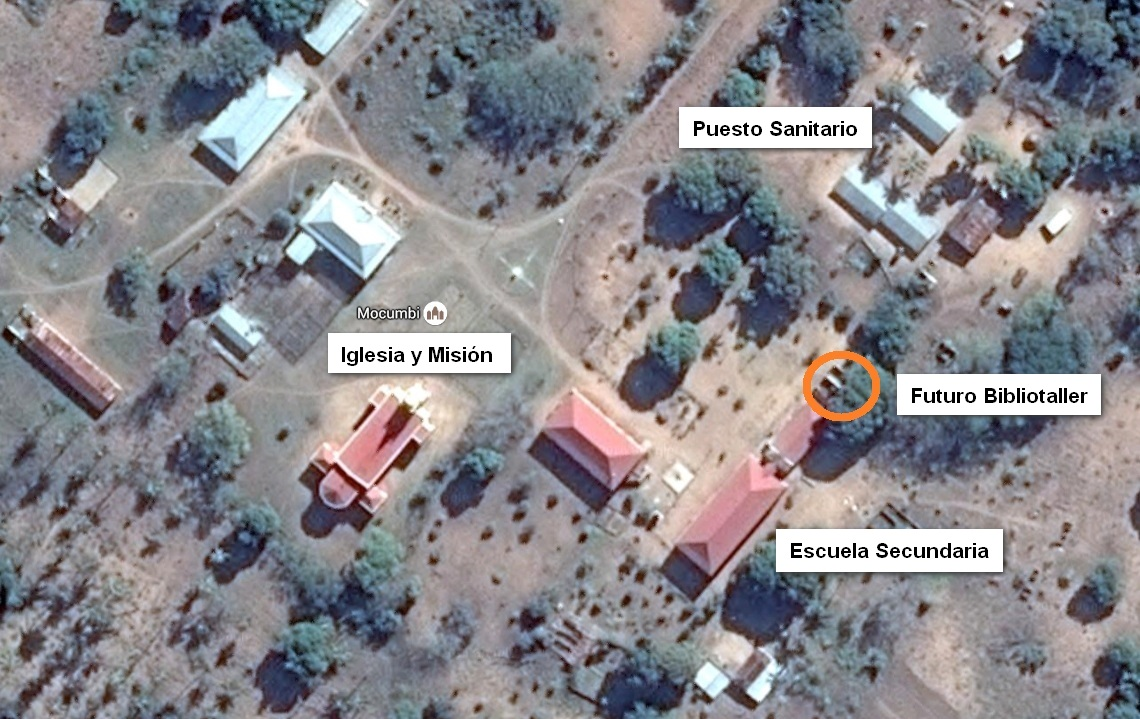 Puesto Sanitario
Mocumbi
Iglesia y Misión
Futuro Bibliotaller
Escuela Secundaria